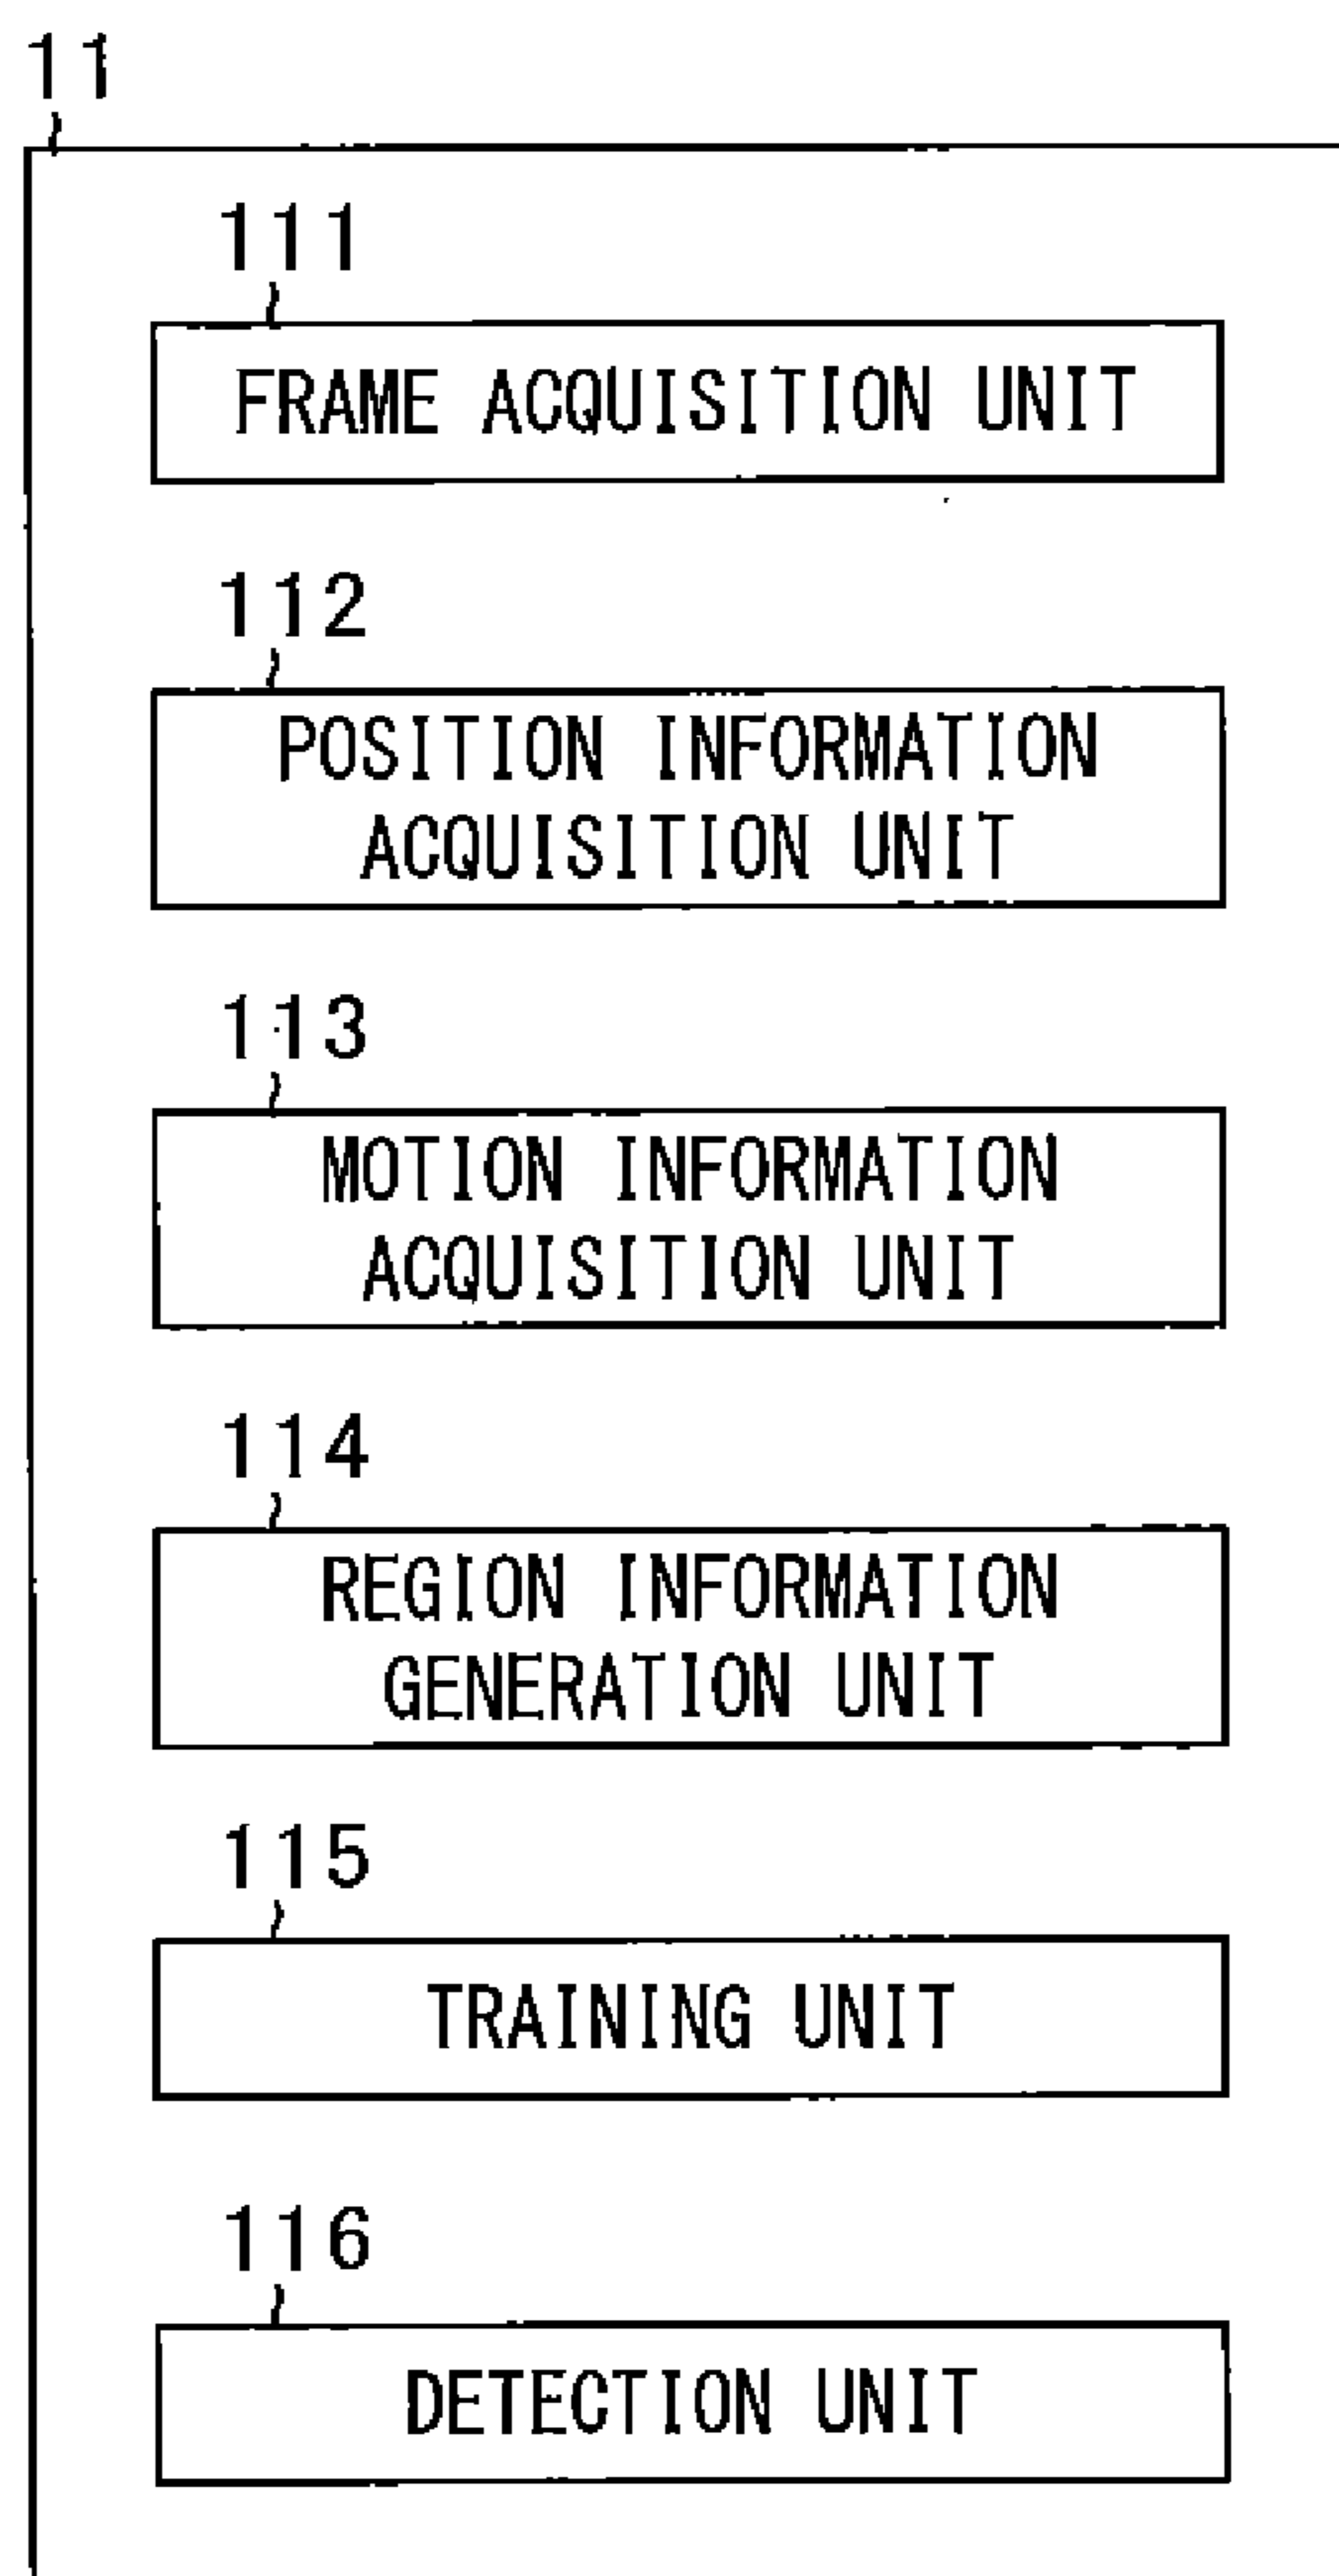 11
111
FRAME ACQUISITION UNIT
112
POSITION INFORMATION
ACQUISITION UNIT
113
MOTION INFORMATION
ACQUISITION UNIT
114
REGION INFORMATION
GENERATION UNIT
115
TRAINING UNIT
116
DETECTION UNIT